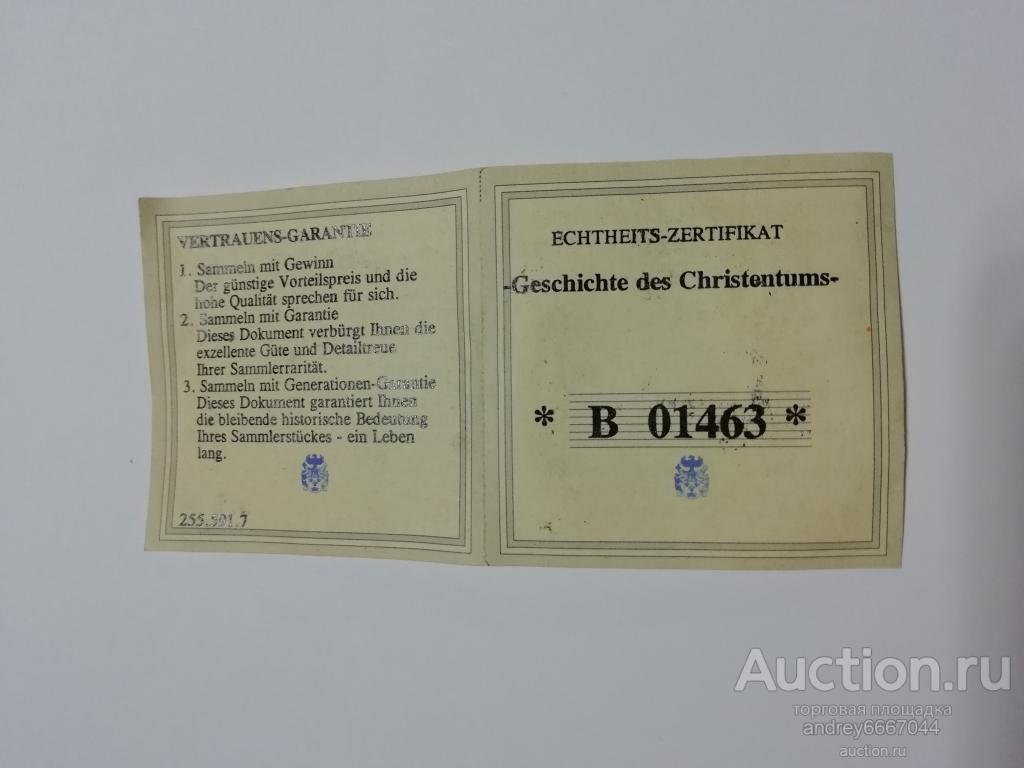 VERTRAUENS-GARANTIE
1. Sammeln mit Gewinn
Der günstige Vorteilspreis und die
hohe Qualität sprechen für sich.
2. Sammeln mit Garantie
Dieses Dokument verbürgt Ihnen die
exzellente Güte und Detailtreue
Ihrer Sammlerrarität.
3. Sammeln mit Generationen-Garantie
Dieses Dokument garantiert Ihnen
die bleibende historische Bedeutung
Ihres Sammlerstückes - ein Leben
lang.
255.591.7
ECHTHEITS-ZERTIFIKAT
-Geschichte des Christentums-
* B 01463 *
Auction.ru
торговая площадка
andrey6667044
auction.ru